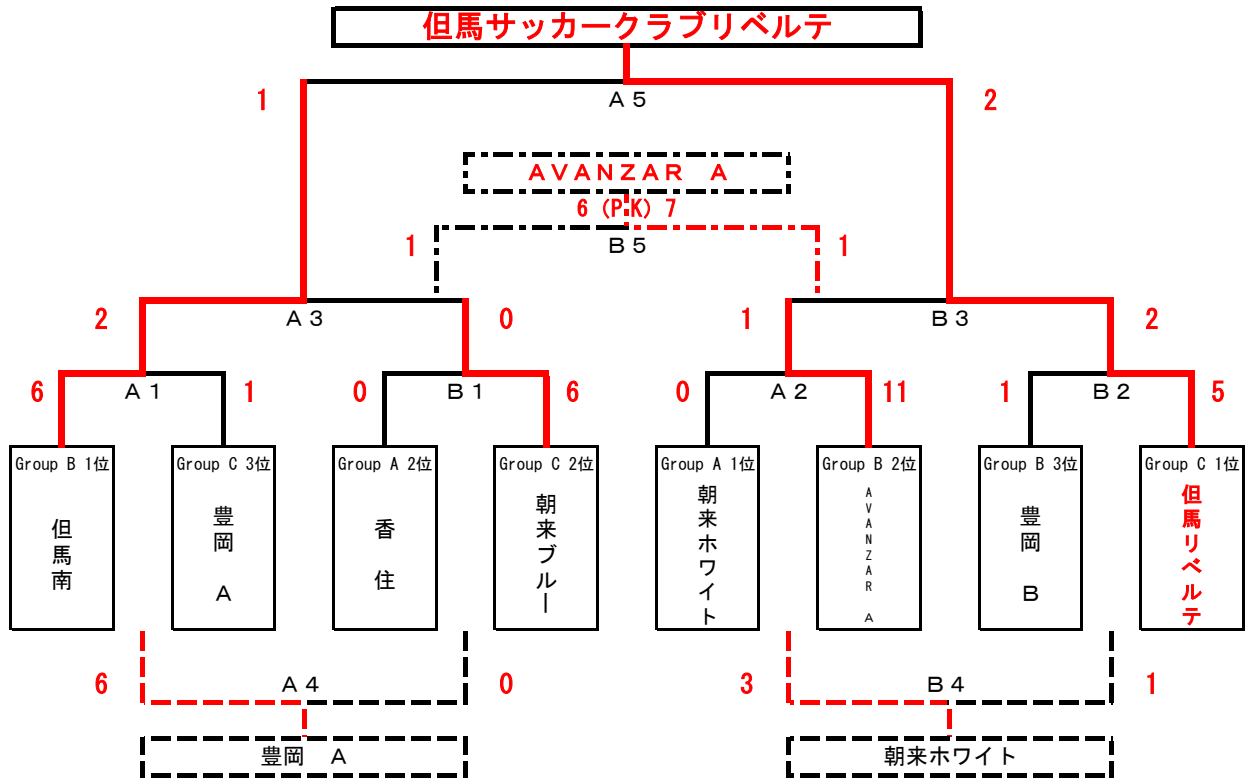 但馬サッカークラブリベルテ
1 A5 2
AVANZAR A
6 (PK) 7
1 B5 1
2 A3 0 1 B3 2
6 A1 1 0 B1 6 0 A2 11 1 B2 5
Group B 1位 Group C 3位 Group A 2位 Group C 2位 Group A 1位 Group B 2位 Group B 3位 Group C 1位
但馬南
豊岡 A
香住
朝来ブルー
朝来ホワイト
AVANZAR A
豊岡 B
但馬リベルテ
6 A4 0 3 B4 1
豊岡 A 朝来ホワイト